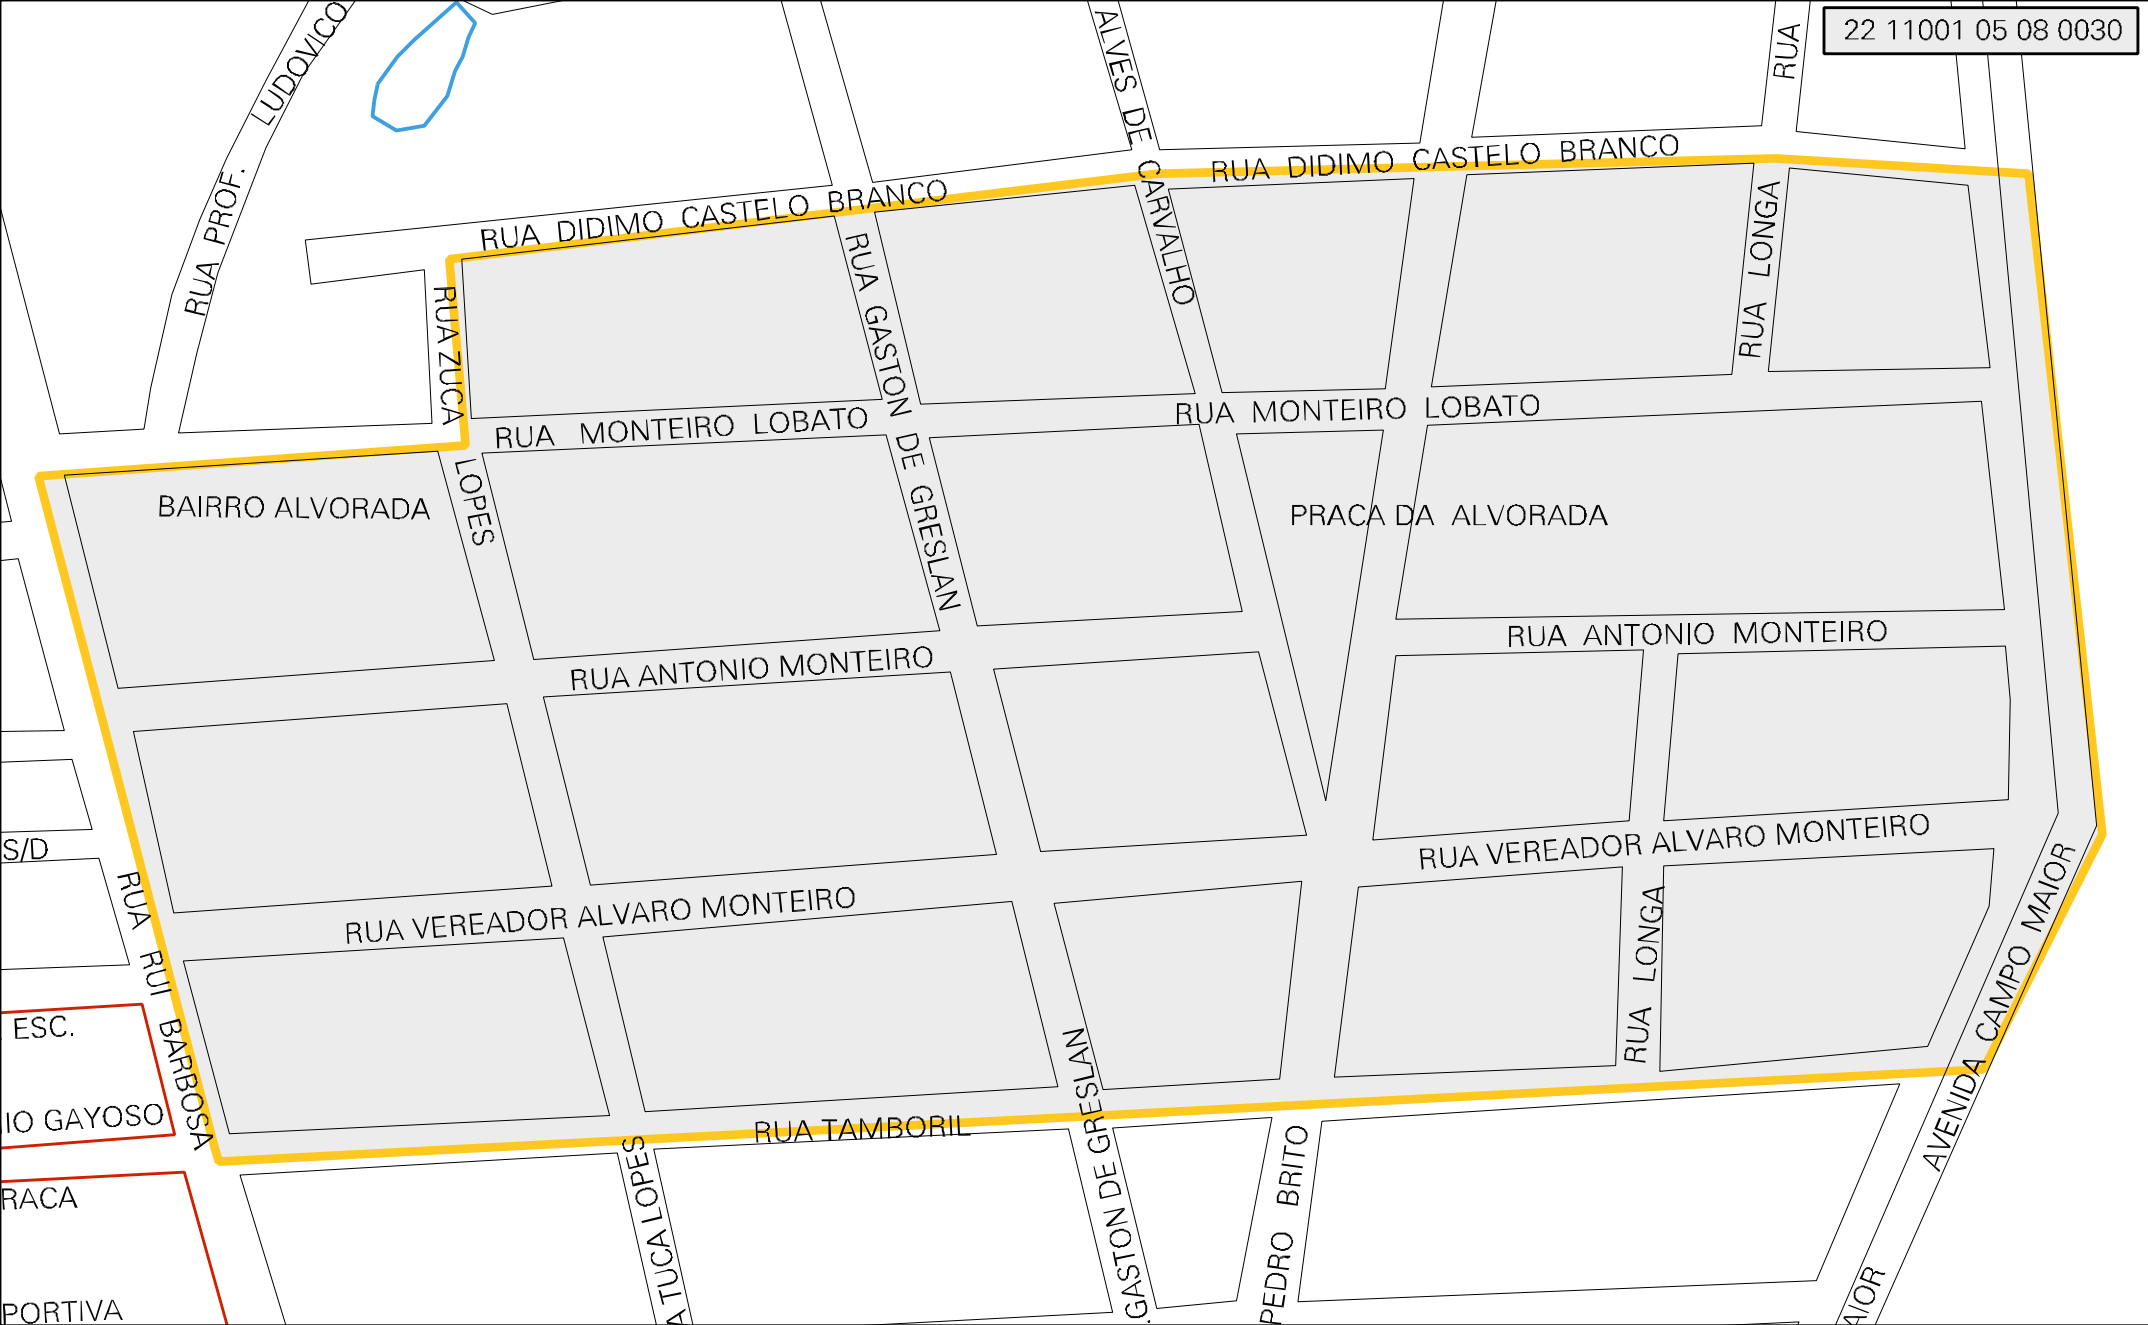 22 11001 05 08 0030
LUDOVICO
ALVES DE CARVALHO
RUA
RUA DIDIMO CASTELO BRANCO
RUA PROF.
RUA DIDIMO CASTELO BRANCO
RUA LONGA
RUA ZUCA
RUA GASTON DE GRESLAN
RUA MONTEIRO LOBATO
RUA MONTEIRO LOBATO
LOPES
BAIRRO ALVORADA
PRACA DA ALVORADA
RUA ANTONIO MONTEIRO
RUA ANTONIO MONTEIRO
RUA VEREADOR ALVARO MONTEIRO
S/D
RUA RUI BARBOSA
RUA VEREADOR ALVARO MONTEIRO
RUA LONGA
AVENIDA CAMPO MAIOR
ESC.
IO GAYOSO
RUA TAMBORIL
GASTON DE GRESLAN
A TUCA LOPES
PEDRO BRITO
RACA
PORTIVA
AIOR